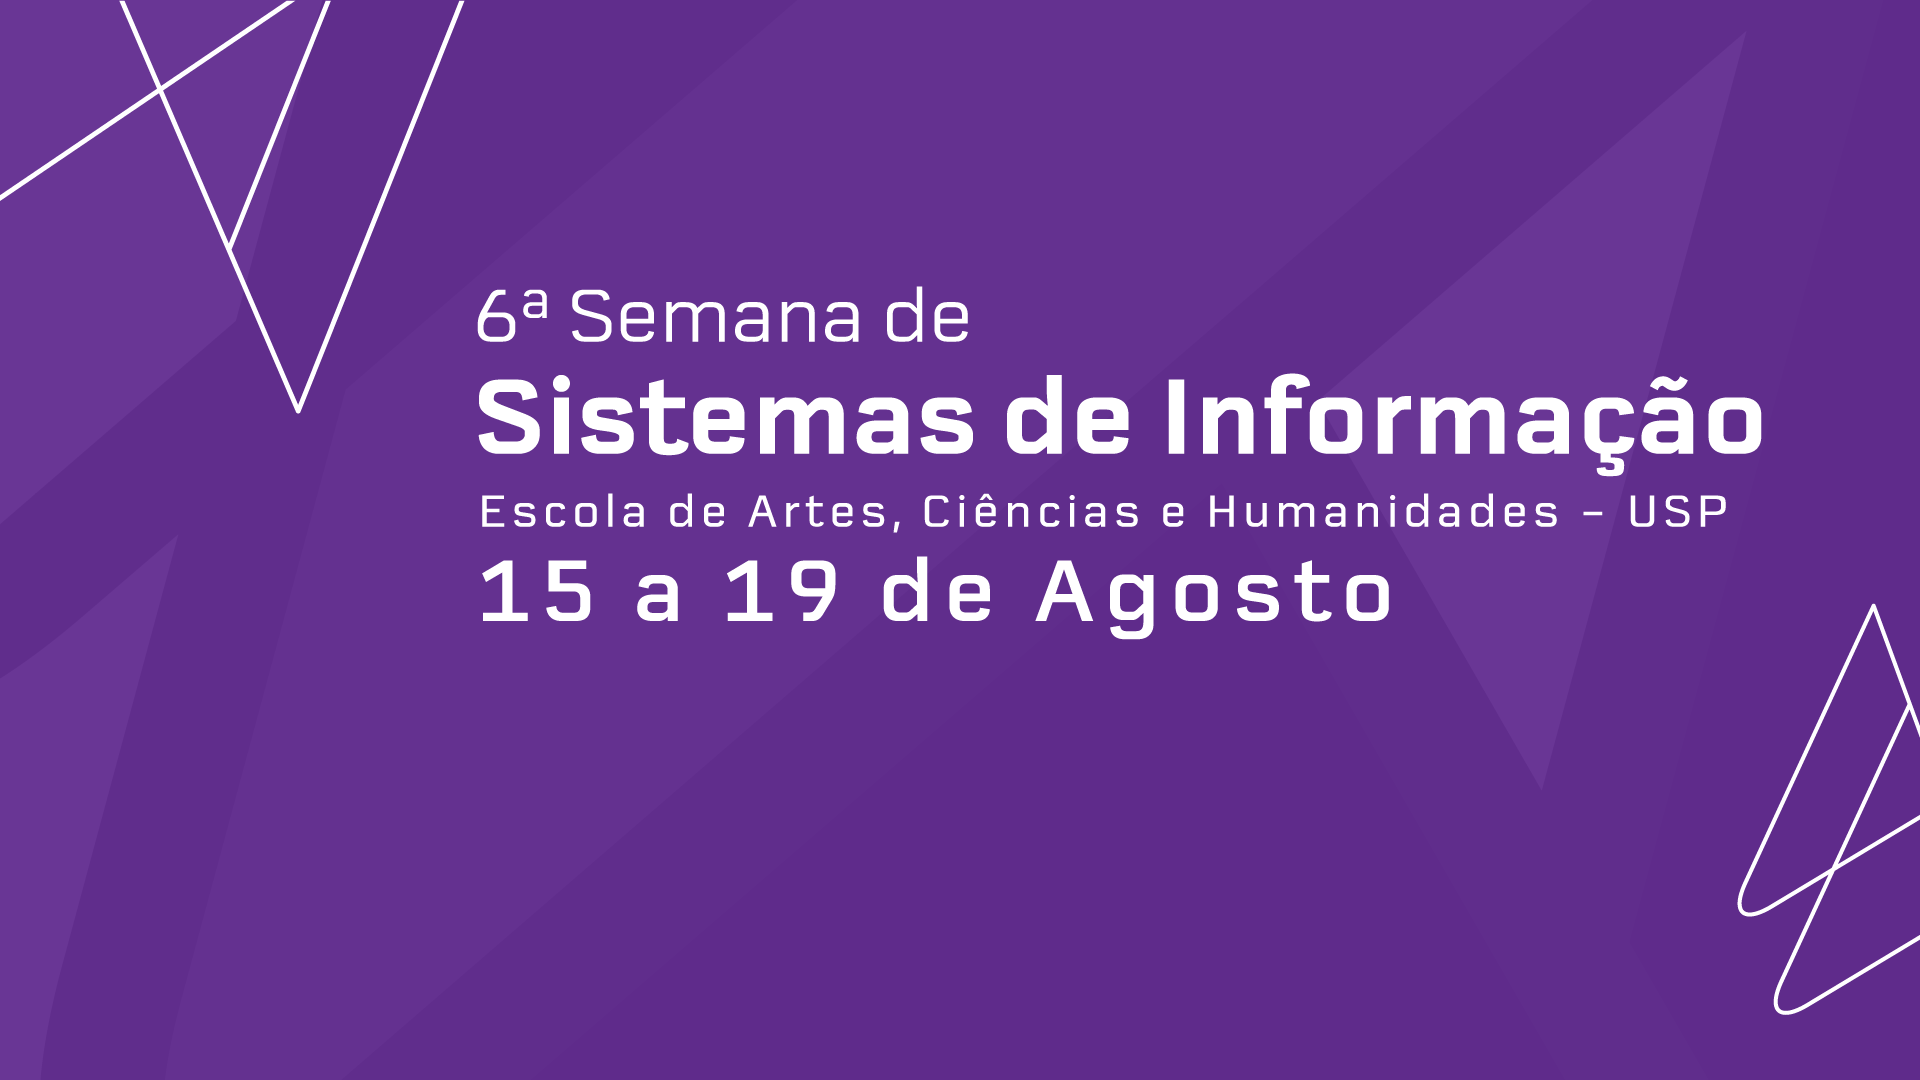 6ª Semana de
Sistemas de Informação
Escola de Artes, Ciências e Humanidades – USP
15 a 19 de Agosto